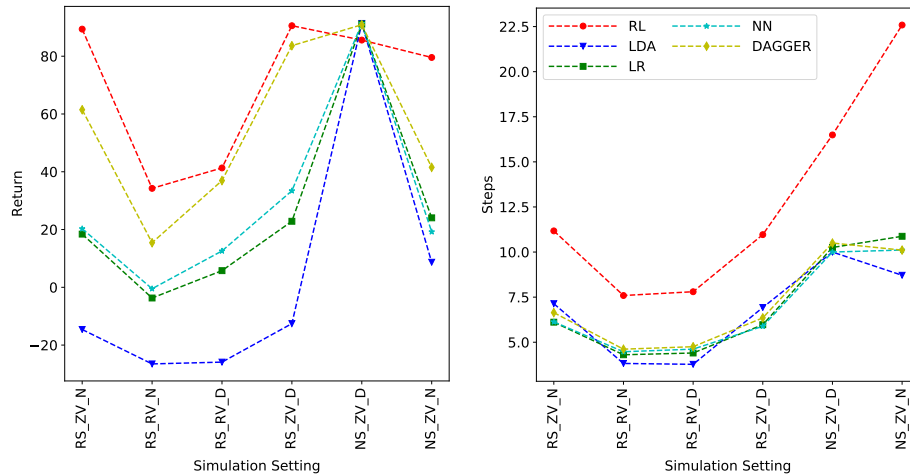 Return
80
60
40
20
0
−20
RS_ZV_N
RS_RV_N
RS_RV_D
RS_ZV_D
NS_ZV_D
NS_ZV_N
Simulation Setting
Steps
22.5
20.0
17.5
15.0
12.5
10.0
7.5
5.0
RL
LDA
LR
NN
DAGGER
RS_ZV_N
RS_RV_N
RS_RV_D
RS_ZV_D
NS_ZV_D
NS_ZV_N
Simulation Setting